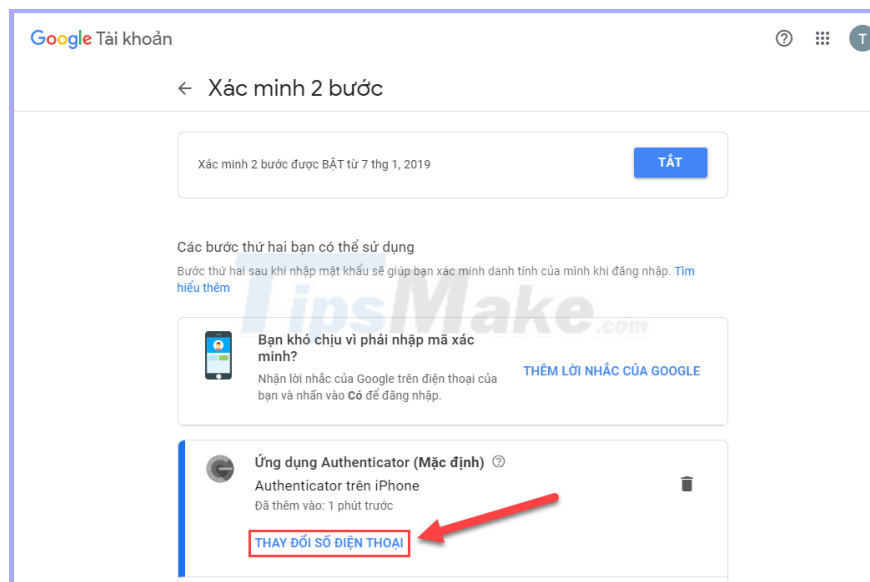 Google Tài khoản
T
Xác minh 2 bước
Xác minh 2 bước được BẬT từ 7 thg 1, 2019
TẮT
Các bước thứ hai bạn có thể sử dụng
Bước thứ hai sau khi nhập mật khẩu sẽ giúp bạn xác minh danh tính của mình khi đăng nhập. Tìm
hiểu thêm
TipsMake.com
Bạn khó chịu vì phải nhập mã xác
minh?
Nhận lời nhắc của Google trên điện thoại của
bạn và nhấn vào Có để đăng nhập.
THÊM LỜI NHẮC CỦA GOOGLE
Ứng dụng Authenticator (Mặc định)
Authenticator trên iPhone
Đã thêm vào: 1 phút trước
THAY ĐỔI SỐ ĐIỆN THOẠI